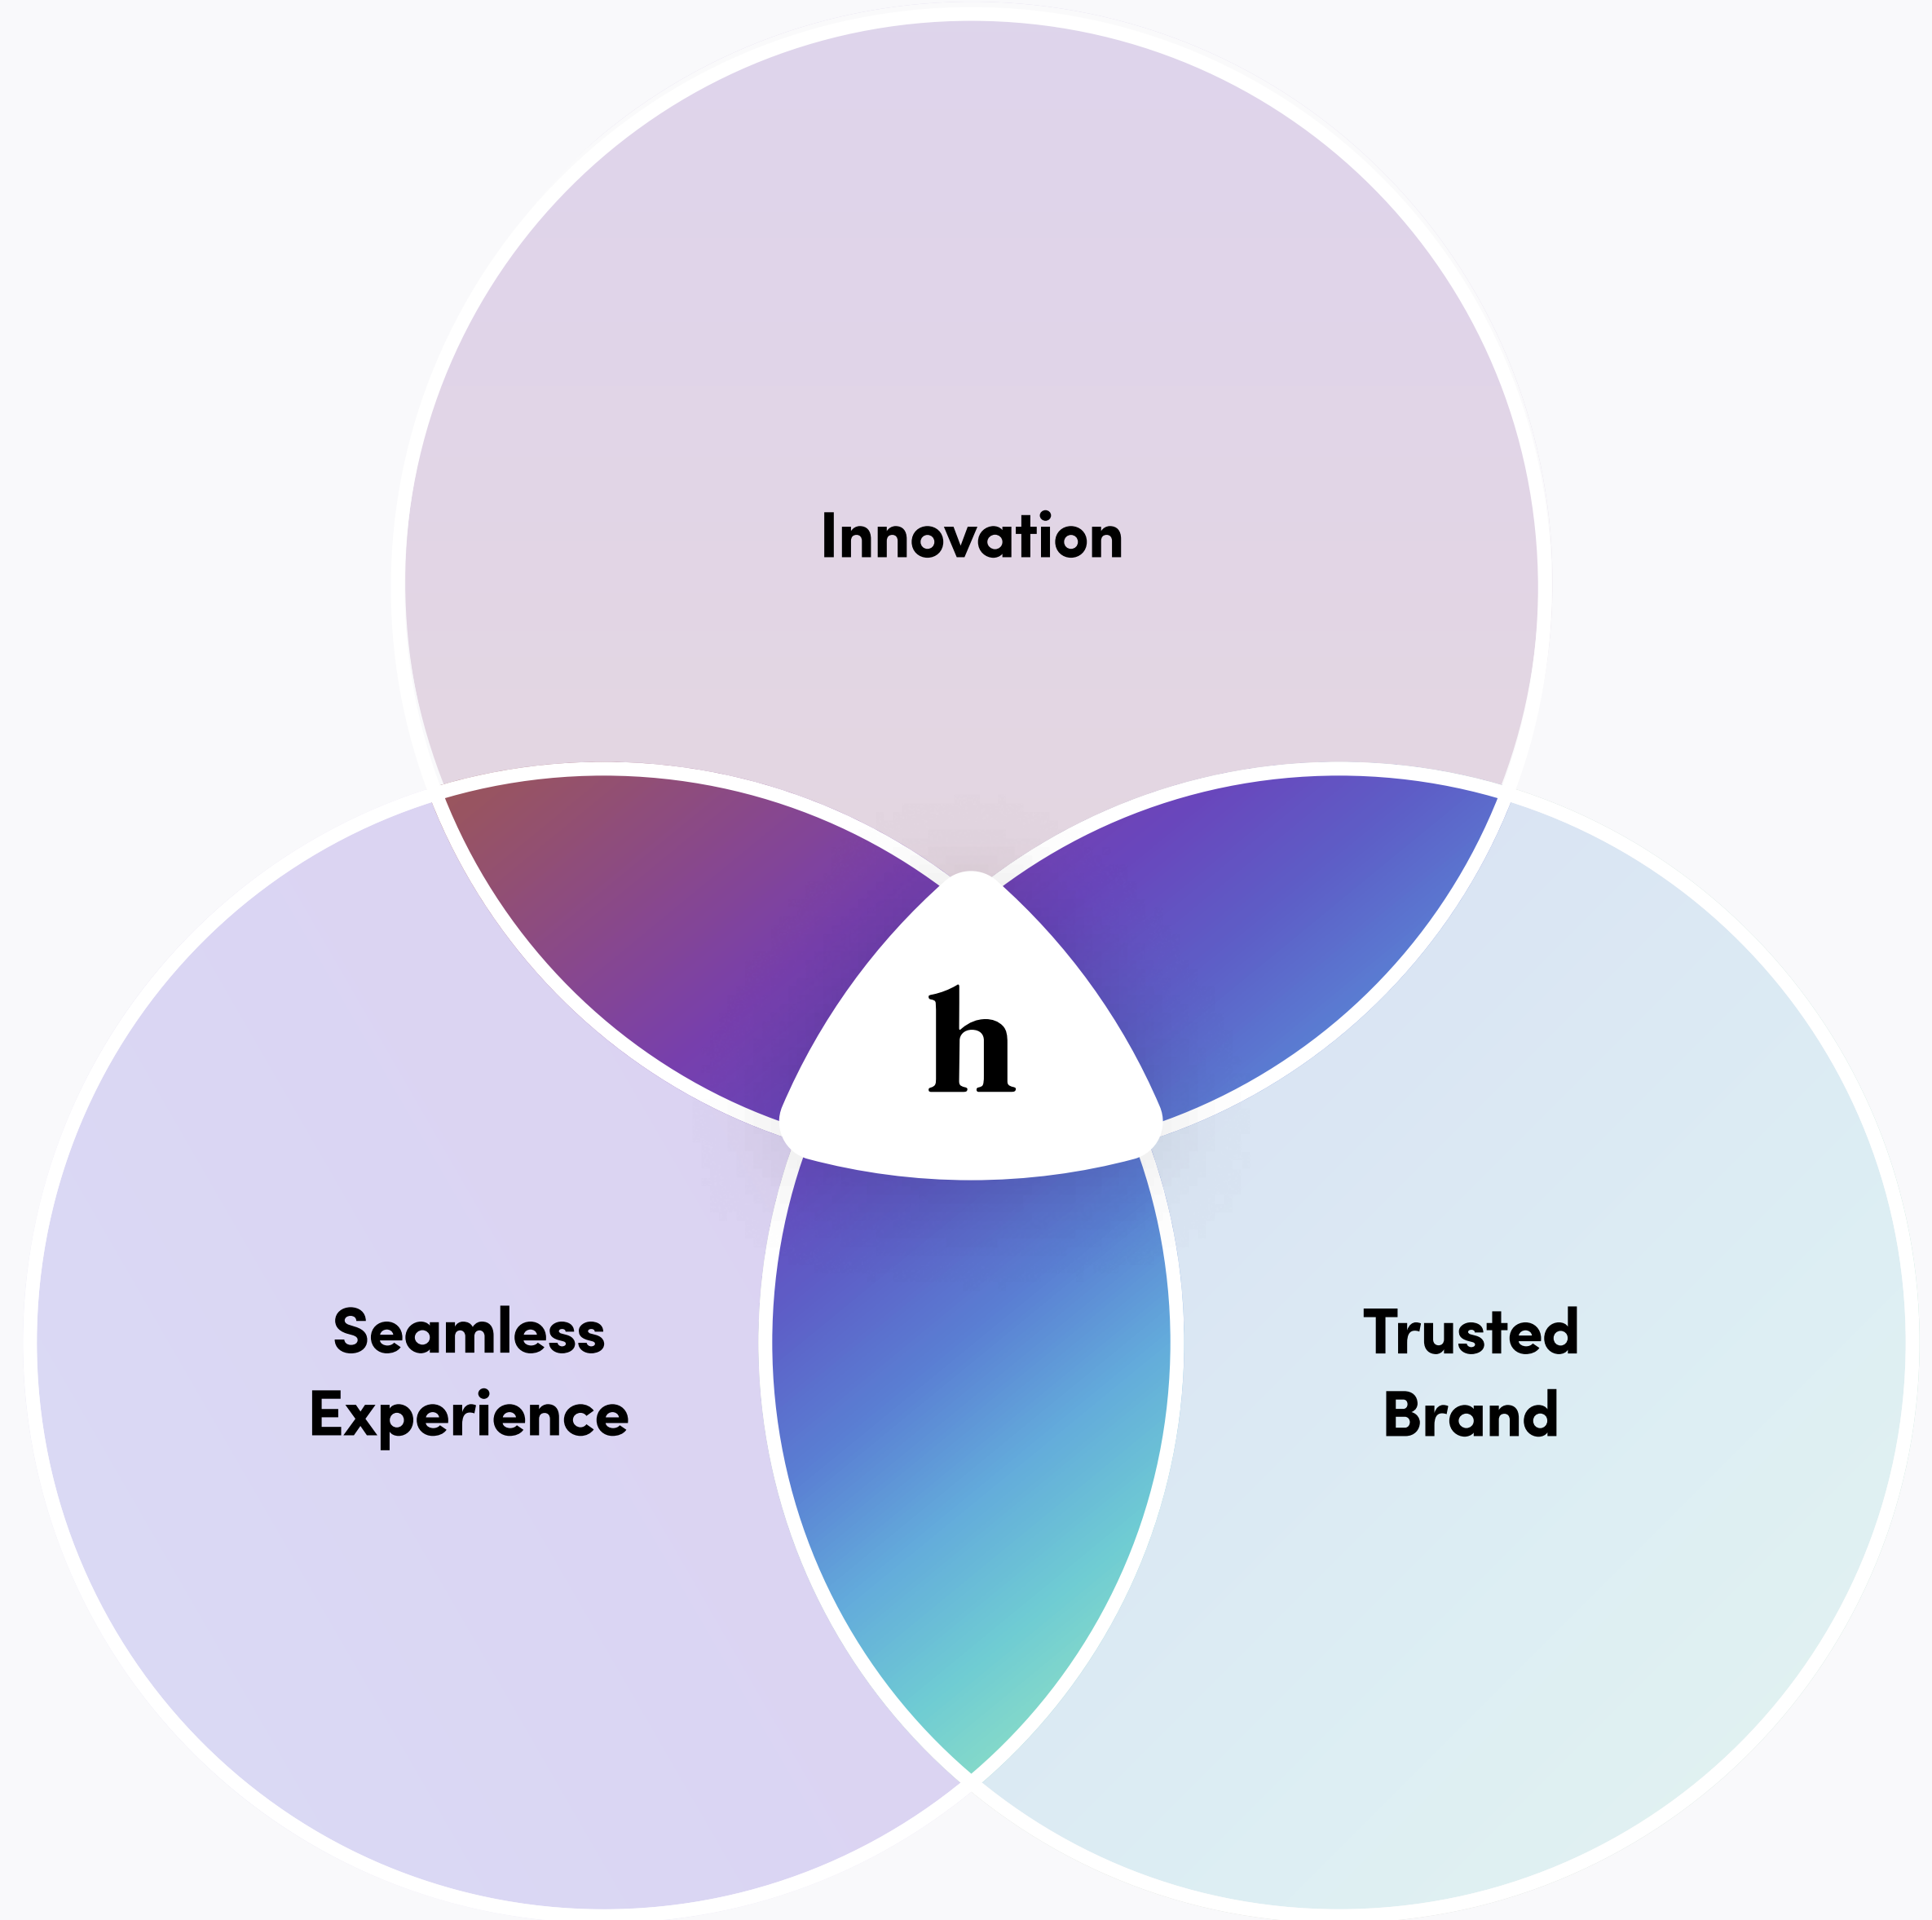 Innovation
h
Seamless
Experience
Trusted
Brand